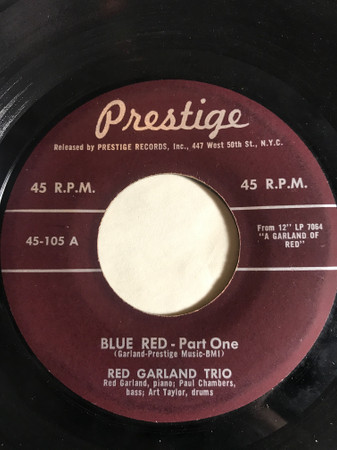 Prestige
Released by PRESTIGE RECORDS, Inc., 447 West 50th St., N.Y.C.
45 R.P.M.
45 R.P.M.
45-105 A
From 12" LP 7064
"A GARLAND OF
RED"
BLUE RED - Part One
(Garland-Prestige Music-BMI)
RED GARLAND TRIO
Red Garland, piano; Paul Chambers,
bass; Art Taylor, drums